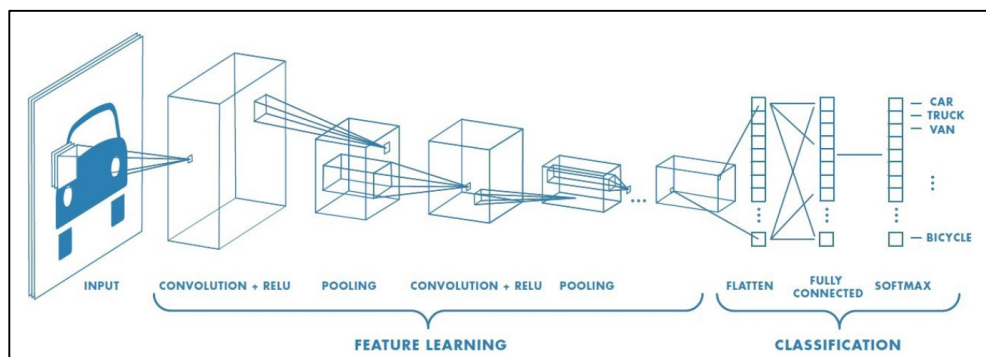 CAR
TRUCK
VAN
BICYCLE
INPUT
CONVOLUTION + RELU
POOLING
CONVOLUTION + RELU
POOLING
FLATTEN
FULLY
CONNECTED
SOFTMAX
FEATURE LEARNING
CLASSIFICATION